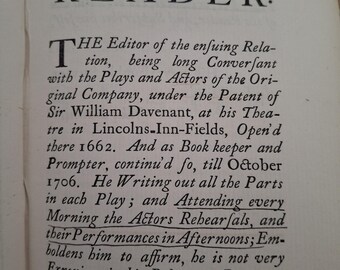 READER.
THE Editor of the enſuing Rela-
tion, being long Converſant
with the Plays and Actors of the Ori-
ginal Company, under the Patent of
Sir William Davenant, at his Thea-
tre in Lincolns-Inn-Fields, Open'd
there 1662. And as Book keeper and
Prompter, continu'd ſo, till October
1706. He Writing out all the Parts
in each Play; and Attending every
Morning the Actors Rehearſals, and
their Performances in Afternoons; Em-
boldens him to affirm, he is not very